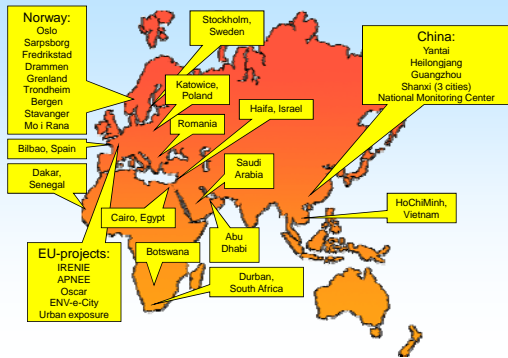 Norway:
Oslo
Sarpsborg
Fredrikstad
Drammen
Grenland
Trondheim
Bergen
Stavanger
Mo i Rana
Stockholm,
Sweden
China:
Yantai
Heilongjang
Guangzhou
Shanxi (3 cities)
National Monitoring Center
Katowice,
Poland
Haifa, Israel
Romania
Bilbao, Spain
Saudi
Arabia
Dakar,
Senegal
HoChiMinh,
Vietnam
Cairo, Egypt
Abu
Dhabi
EU-projects:
IRENIE
APNEE
Oscar
ENV-e-City
Urban exposure
Botswana
Durban,
South Africa